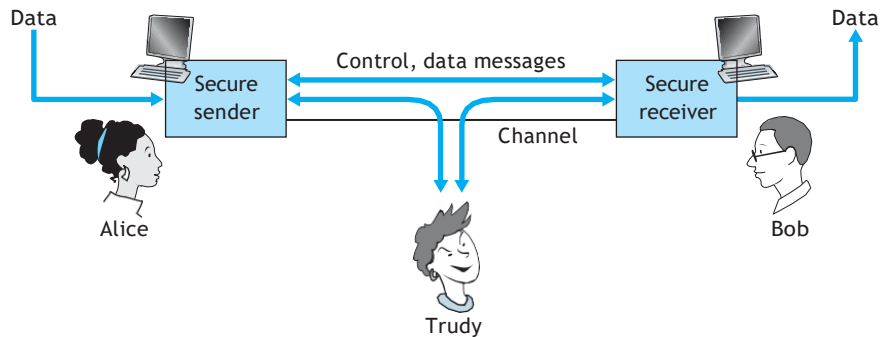 Data
Data
Control, data messages
Secure
sender
Secure
receiver
Channel
Alice
Bob
Trudy